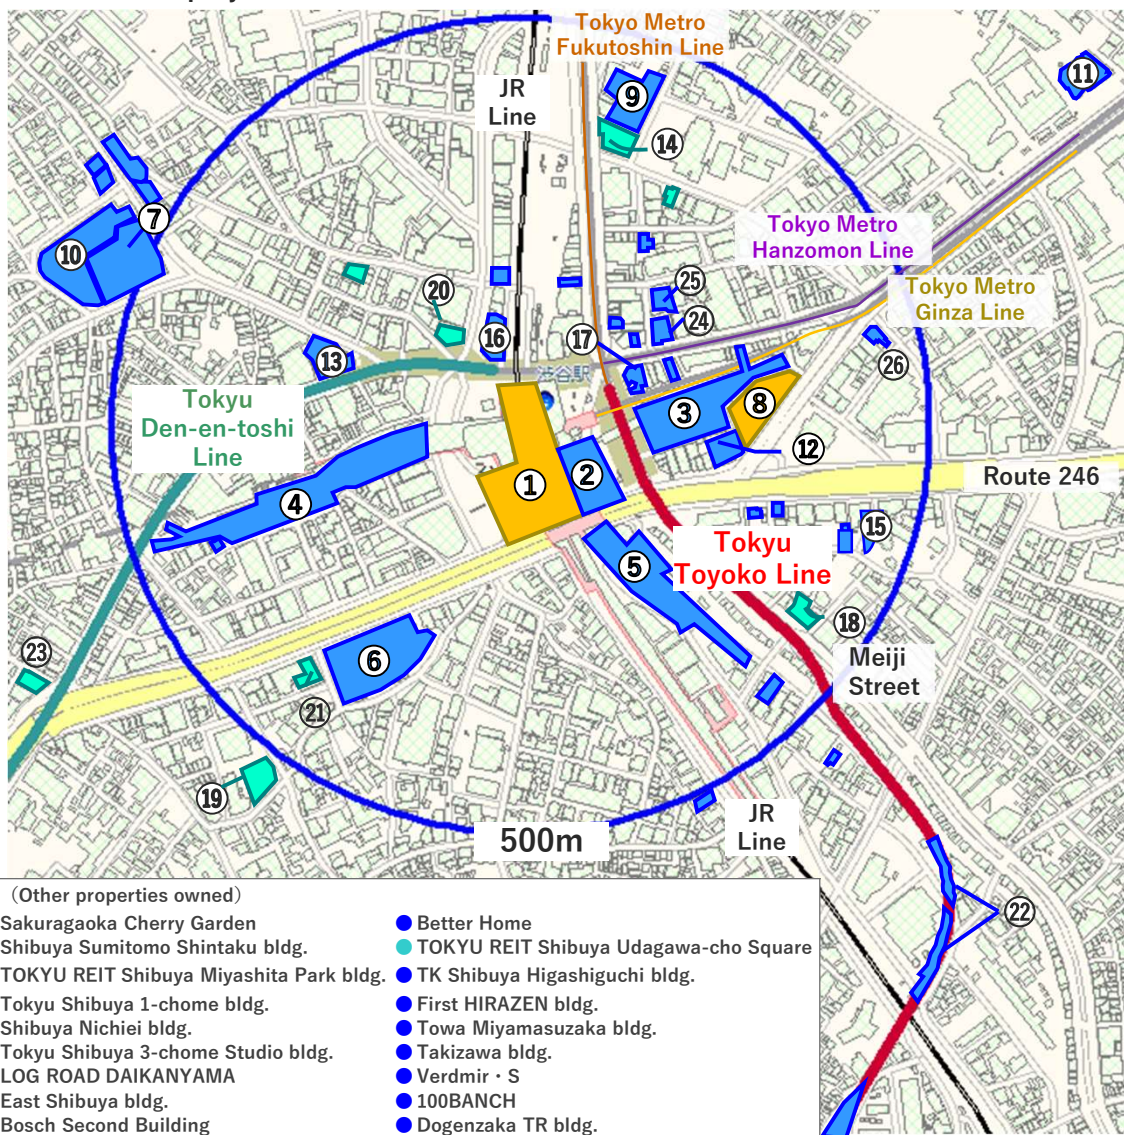 Tokyo Metro
Fukutoshin Line
JR
Line
⑨
⑪
⑭
⑦
⑩
Tokyo Metro
Hanzomon Line
Tokyo Metro
Ginza Line
⑳
㉕
㉔
⑯
⑰
⑬
渋谷駅
㉖
Tokyu
Den-en-toshi
Line
③
⑧
⑫
①
②
Route 246
④
⑮
⑤
Tokyu
Toyoko Line
⑱
㉓
⑥
Meiji
Street
㉑
⑲
500m
JR
Line
㉒
(Other properties owned)
Sakuragaoka Cherry Garden
Shibuya Sumitomo Shintaku bldg.
TOKYU REIT Shibuya Miyashita Park bldg.
Tokyu Shibuya 1-chome bldg.
Shibuya Nichiei bldg.
Tokyu Shibuya 3-chome Studio bldg.
LOG ROAD DAIKANYAMA
East Shibuya bldg.
Bosch Second Building
● Better Home
● TOKYU REIT Shibuya Udagawa-cho Square
● TK Shibuya Higashiguchi bldg.
● First HIRAZEN bldg.
● Towa Miyamasuzaka bldg.
● Takizawa bldg.
● Verdmir・S
● 100BANCH
● Dogenzaka TR bldg.